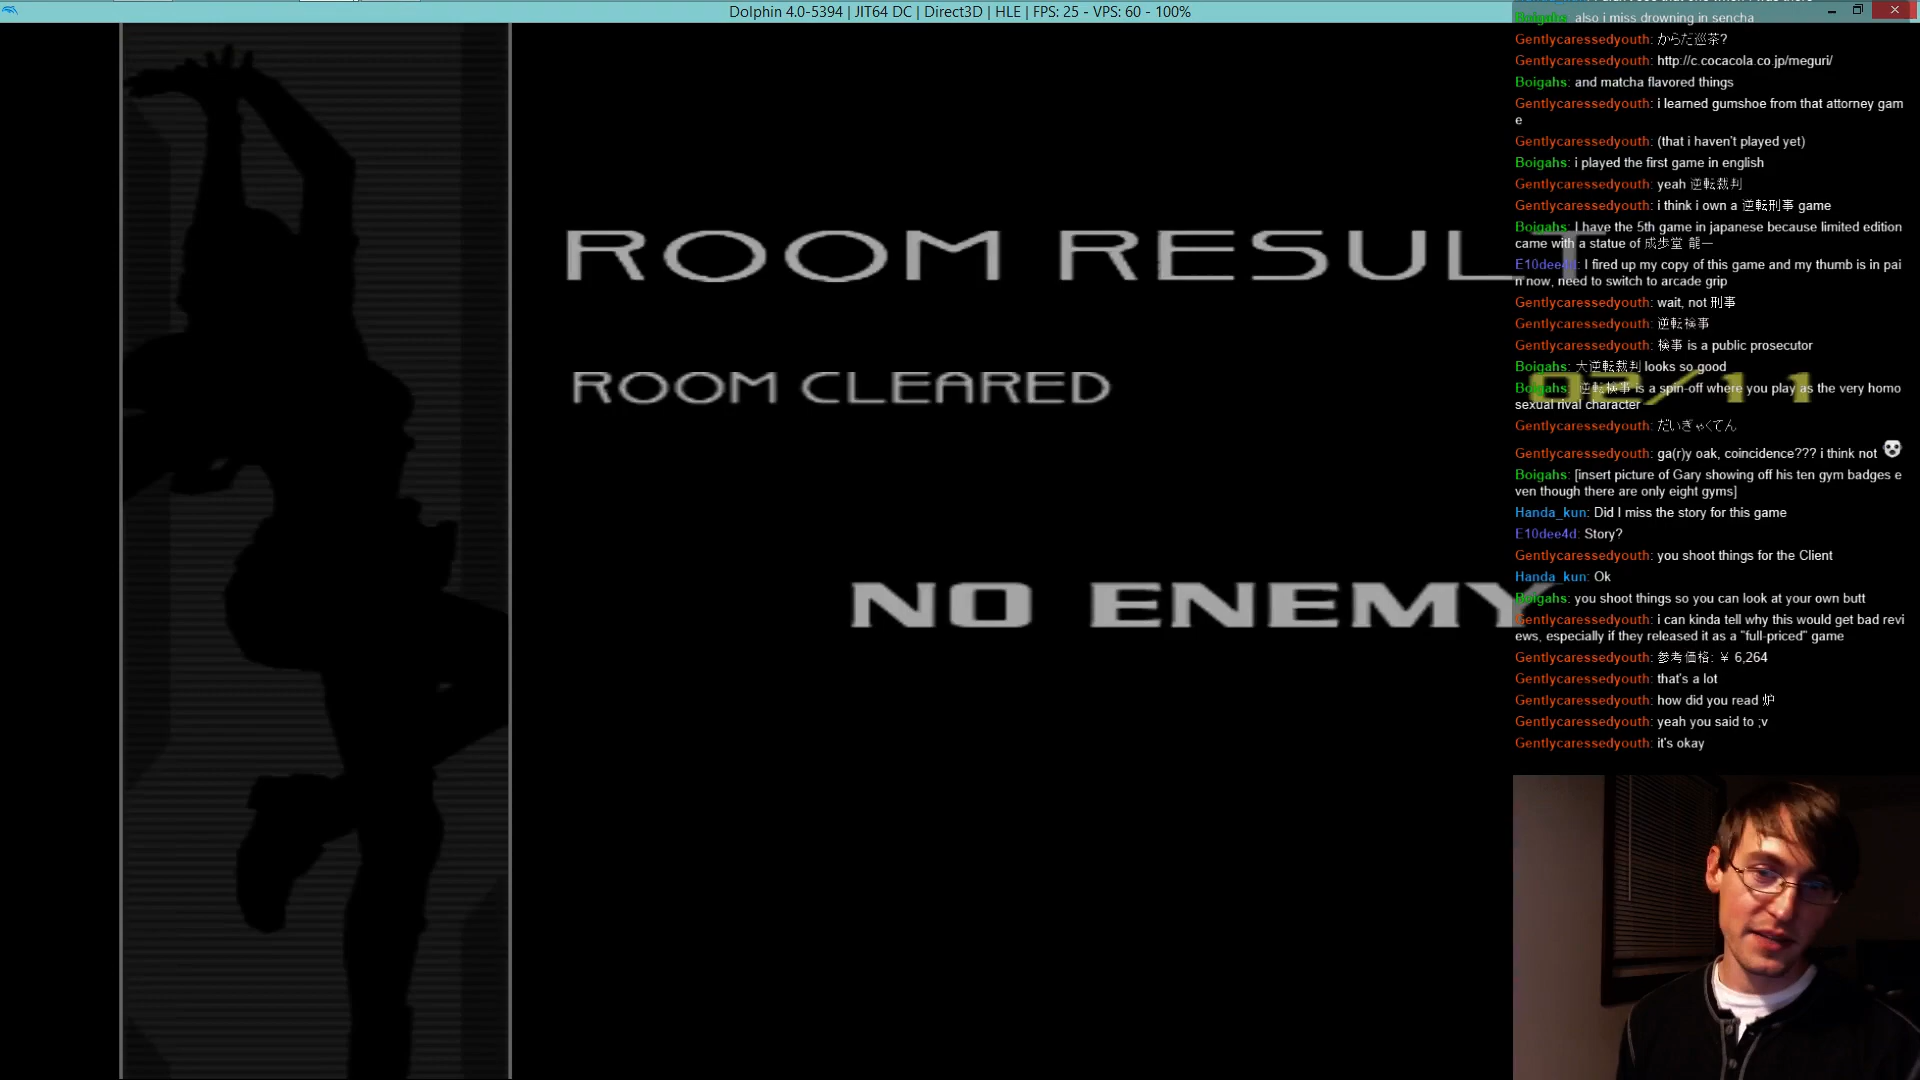 Dolphin 4.0-5394 | JIT64 DC | Direct3D | HLE | FPS: 25 - VPS: 60 - 100%
ROOM RESULT
ROOM CLEARED
02/11
NO ENEMY
Boigahs: also i miss drowning in sencha
Gentlycaressedyouth: からだ巡茶?
Gentlycaressedyouth: http://c.cocacola.co.jp/meguri/
Boigahs: and matcha flavored things
Gentlycaressedyouth: i learned gumshoe from that attorney gam
e
Gentlycaressedyouth: (that i haven't played yet)
Boigahs: i played the first game in english
Gentlycaressedyouth: yeah 逆転裁判
Gentlycaressedyouth: i think i own a 逆転刑事 game
Boigahs: I have the 5th game in japanese because limited edition
came with a statue of 成歩堂 龍一
E10dee4d: I fired up my copy of this game and my thumb is in pai
n now, need to switch to arcade grip
Gentlycaressedyouth: wait, not 刑事
Gentlycaressedyouth: 逆転検事
Gentlycaressedyouth: 検事 is a public prosecutor
Boigahs: 大逆転裁判 looks so good
Boigahs: 逆転検事 is a spin-off where you play as the very homo
sexual rival character
Gentlycaressedyouth: だいぎゃくてん
Gentlycaressedyouth: ga(r)y oak, coincidence??? i think not
Boigahs: [insert picture of Gary showing off his ten gym badges e
ven though there are only eight gyms]
Handa_kun: Did I miss the story for this game
E10dee4d: Story?
Gentlycaressedyouth: you shoot things for the Client
Handa_kun: Ok
Boigahs: you shoot things so you can look at your own butt
Gentlycaressedyouth: i can kinda tell why this would get bad revi
ews, especially if they released it as a "full-priced" game
Gentlycaressedyouth: 参考価格: ￥ 6,264
Gentlycaressedyouth: that's a lot
Gentlycaressedyouth: how did you read 炉
Gentlycaressedyouth: yeah you said to ;v
Gentlycaressedyouth: it's okay